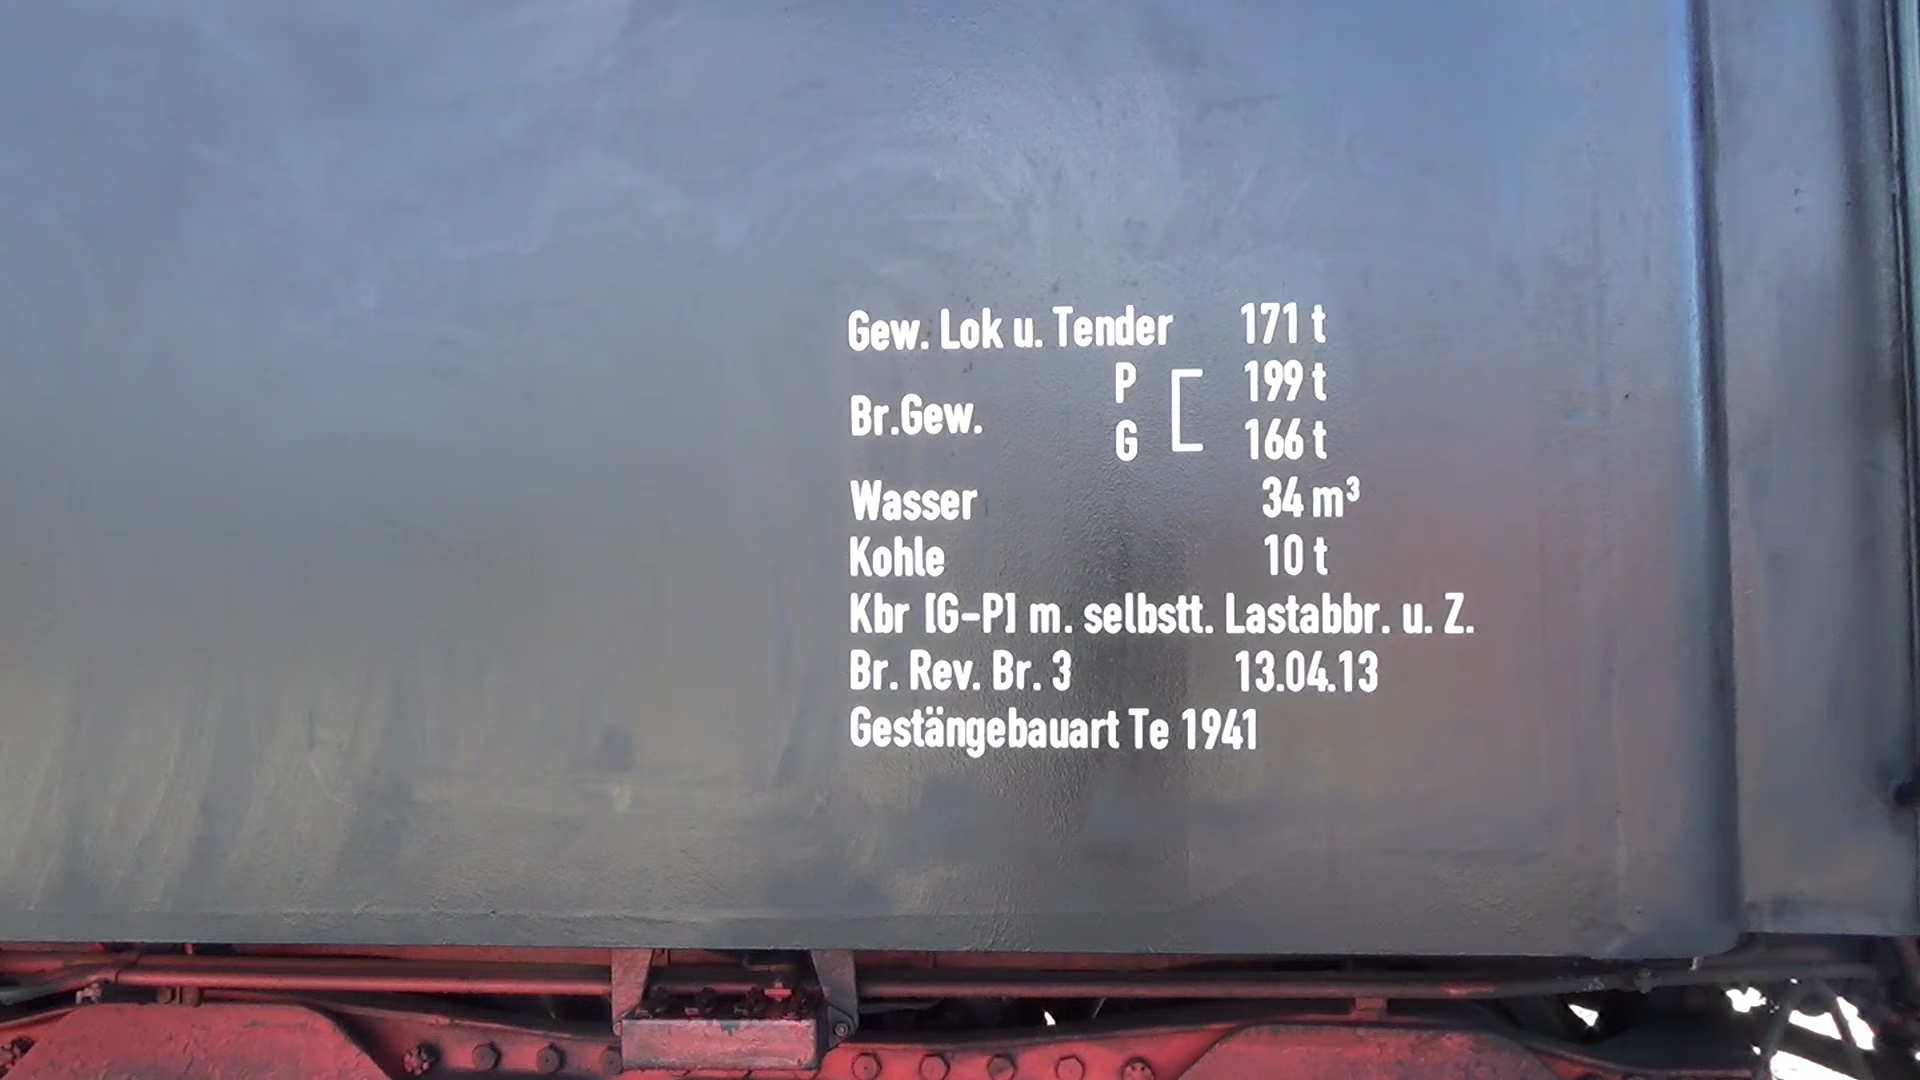 Gew. Lok u. Tender 171 t
P 199 t
Br.Gew.
G 166 t
Wasser 34 m³
Kohle 10 t
Kbr [G-P] m. selbstt. Lastabbr. u. Z.
Br. Rev. Br. 3 13.04.13
Gestängebauart Te 1941